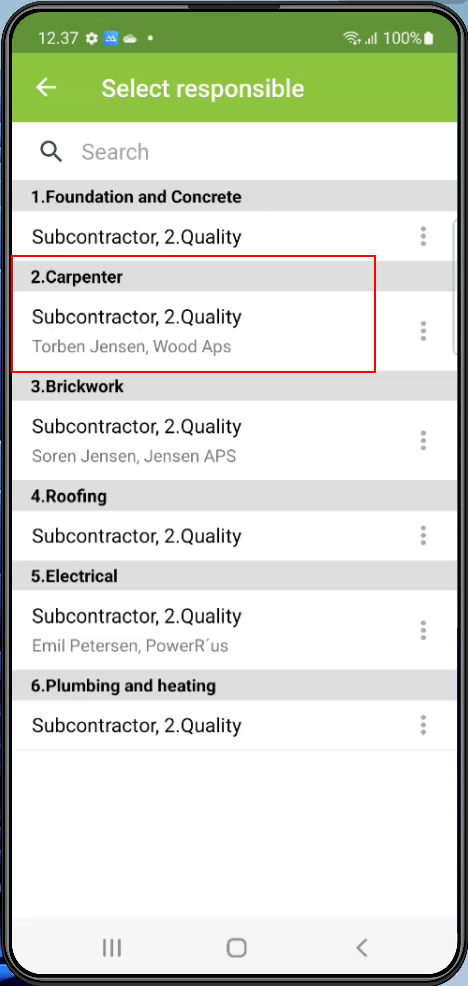 12.37
100%
Select responsible
Search
1.Foundation and Concrete
Subcontractor, 2.Quality
2.Carpenter
Subcontractor, 2.Quality
Torben Jensen, Wood Aps
3.Brickwork
Subcontractor, 2.Quality
Soren Jensen, Jensen APS
4.Roofing
Subcontractor, 2.Quality
5.Electrical
Subcontractor, 2.Quality
Emil Petersen, PowerR´us
6.Plumbing and heating
Subcontractor, 2.Quality